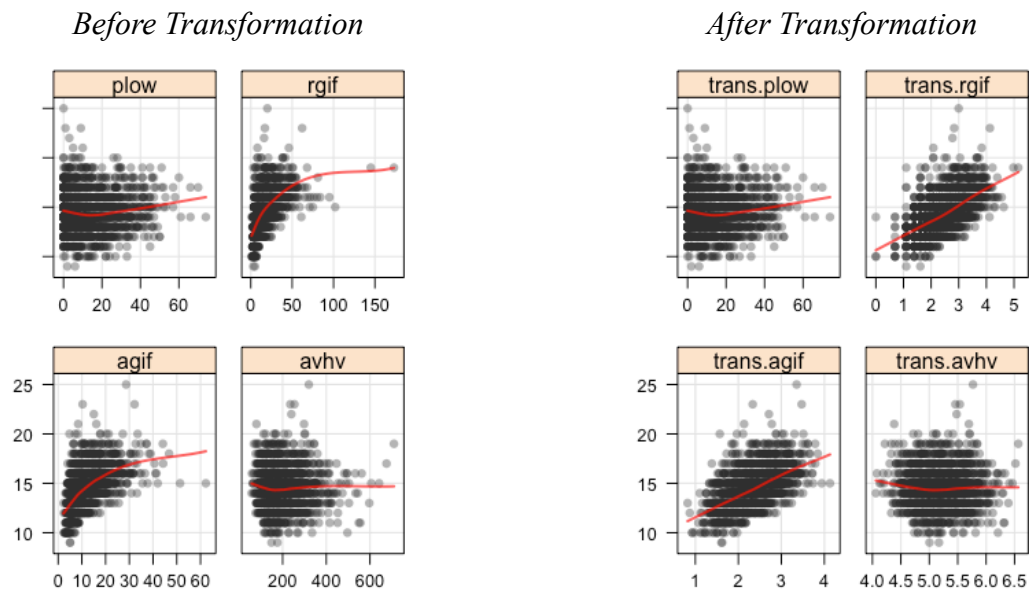 Before Transformation
After Transformation
plow rgif
trans.plow trans.rgif
0 20 40 60
0 50 100 150
0 20 40 60
0 1 2 3 4 5
agif avhv
trans.agif trans.avhv
25
20
15
10
25
20
15
10
0 10 20 30 40 50 60
200 400 600
1 2 3 4
4.0 4.5 5.0 5.5 6.0 6.5